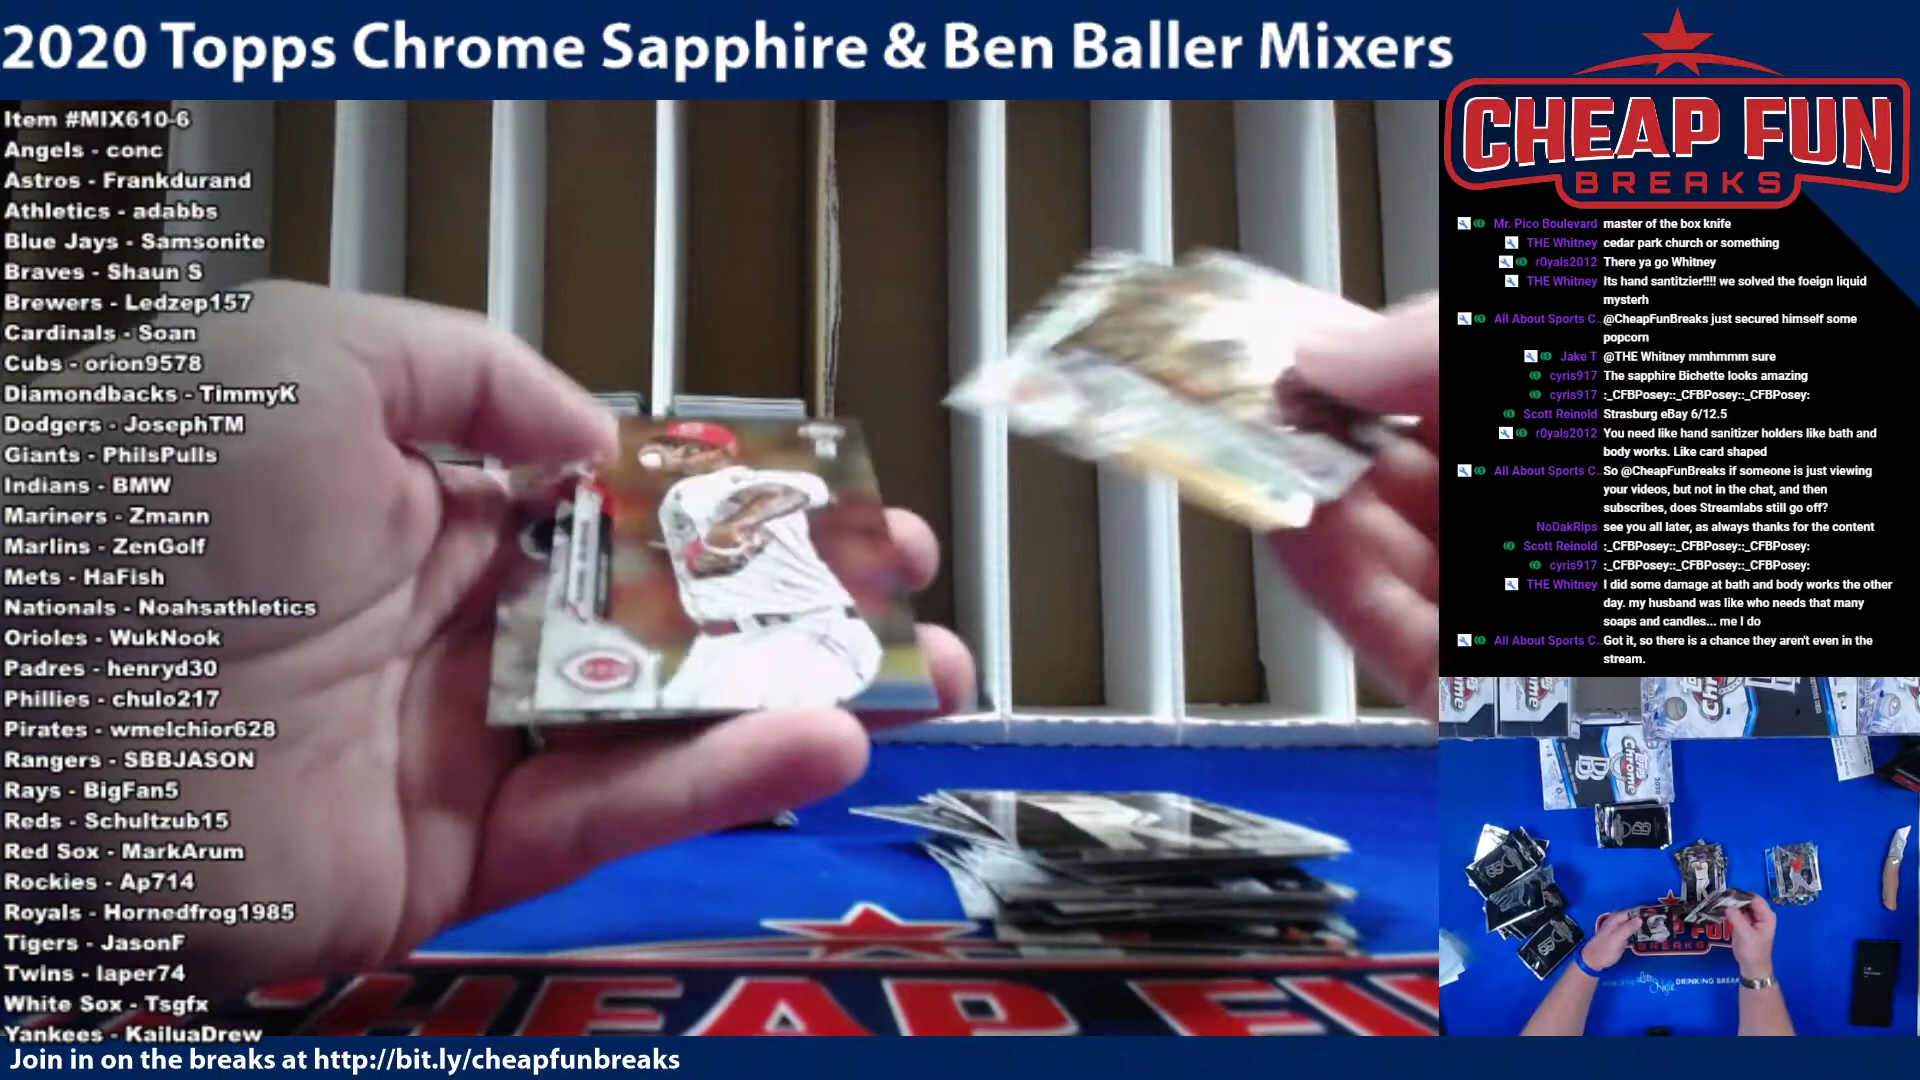 2020 Topps Chrome Sapphire & Ben Baller Mixers
CHEAP FUN
BREAKS
Item #MIX610-6
Angels - conc
Astros - Frankdurand
Athletics - adabbs
Blue Jays - Samsonite
Braves - Shaun S
Brewers - Ledzep157
Cardinals - Soan
Cubs - orion9578
Diamondbacks - TimmyK
Dodgers - JosephTM
Giants - PhilsPulls
Indians - BMW
Mariners - Zmann
Marlins - ZenGolf
Mets - HaFish
Nationals - Noahsathletics
Orioles - WukNook
Padres - henryd30
Phillies - chulo217
Pirates - wmelchior628
Rangers - SBBJASON
Rays - BigFan5
Reds - Schultzub15
Red Sox - MarkArum
Rockies - Ap714
Royals - Hornedfrog1985
Tigers - JasonF
Twins - laper74
White Sox - Tsgfx
Yankees - KailuaDrew
Mr. Pico Boulevard master of the box knife
THE Whitney cedar park church or something
r0yals2012 There ya go Whitney
THE Whitney Its hand santitzier!!!! we solved the foeign liquid
mysterh
All About Sports C... @CheapFunBreaks just secured himself some
popcorn
Jake T @THE Whitney mmhmmm sure
cyris917 The sapphire Bichette looks amazing
cyris917 :_CFBPosey::_CFBPosey::_CFBPosey:
Scott Reinold Strasburg eBay 6/12.5
r0yals2012 You need like hand sanitizer holders like bath and
body works. Like card shaped
All About Sports C... So @CheapFunBreaks if someone is just viewing
your videos, but not in the chat, and then
subscribes, does Streamlabs still go off?
NoDakRips see you all later, as always thanks for the content
Scott Reinold :_CFBPosey::_CFBPosey::_CFBPosey:
cyris917 :_CFBPosey::_CFBPosey::_CFBPosey:
THE Whitney I did some damage at bath and body works the other
day. my husband was like who needs that many
soaps and candles... me I do
All About Sports C... Got it, so there is a chance they aren't even in the
stream.
REDS
CHEAP FU
DRINKING BREAK
Join in on the breaks at http://bit.ly/cheapfunbreaks